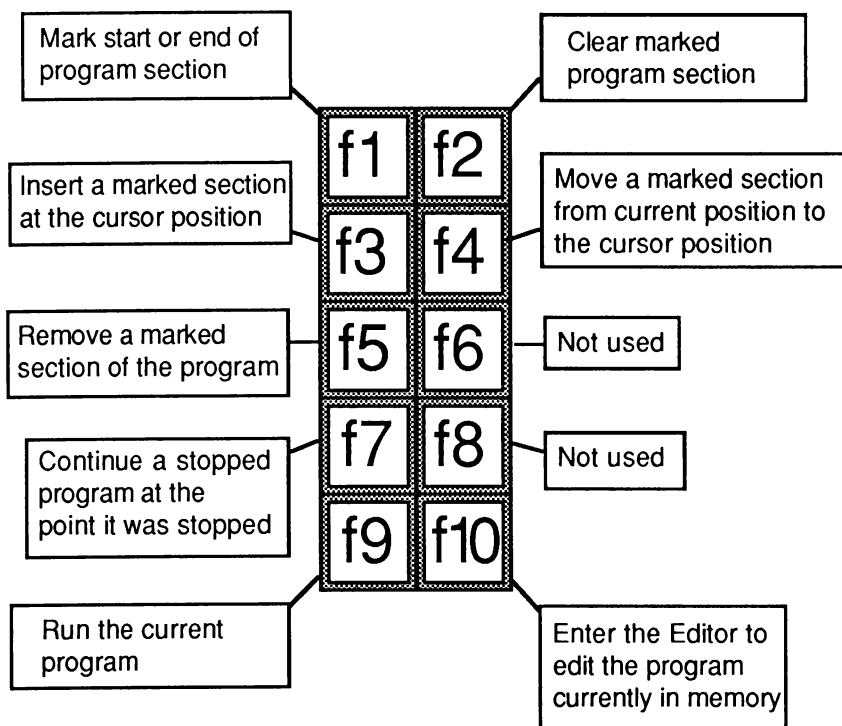 Mark start or end of
program section
Clear marked
program section
f1
f2
Insert a marked section
at the cursor position
Move a marked section
from current position to
the cursor position
f3
f4
Remove a marked
section of the program
f5
f6
Not used
Continue a stopped
program at the
point it was stopped
f7
f8
Not used
f9
f10
Run the current
program
Enter the Editor to
edit the program
currently in memory